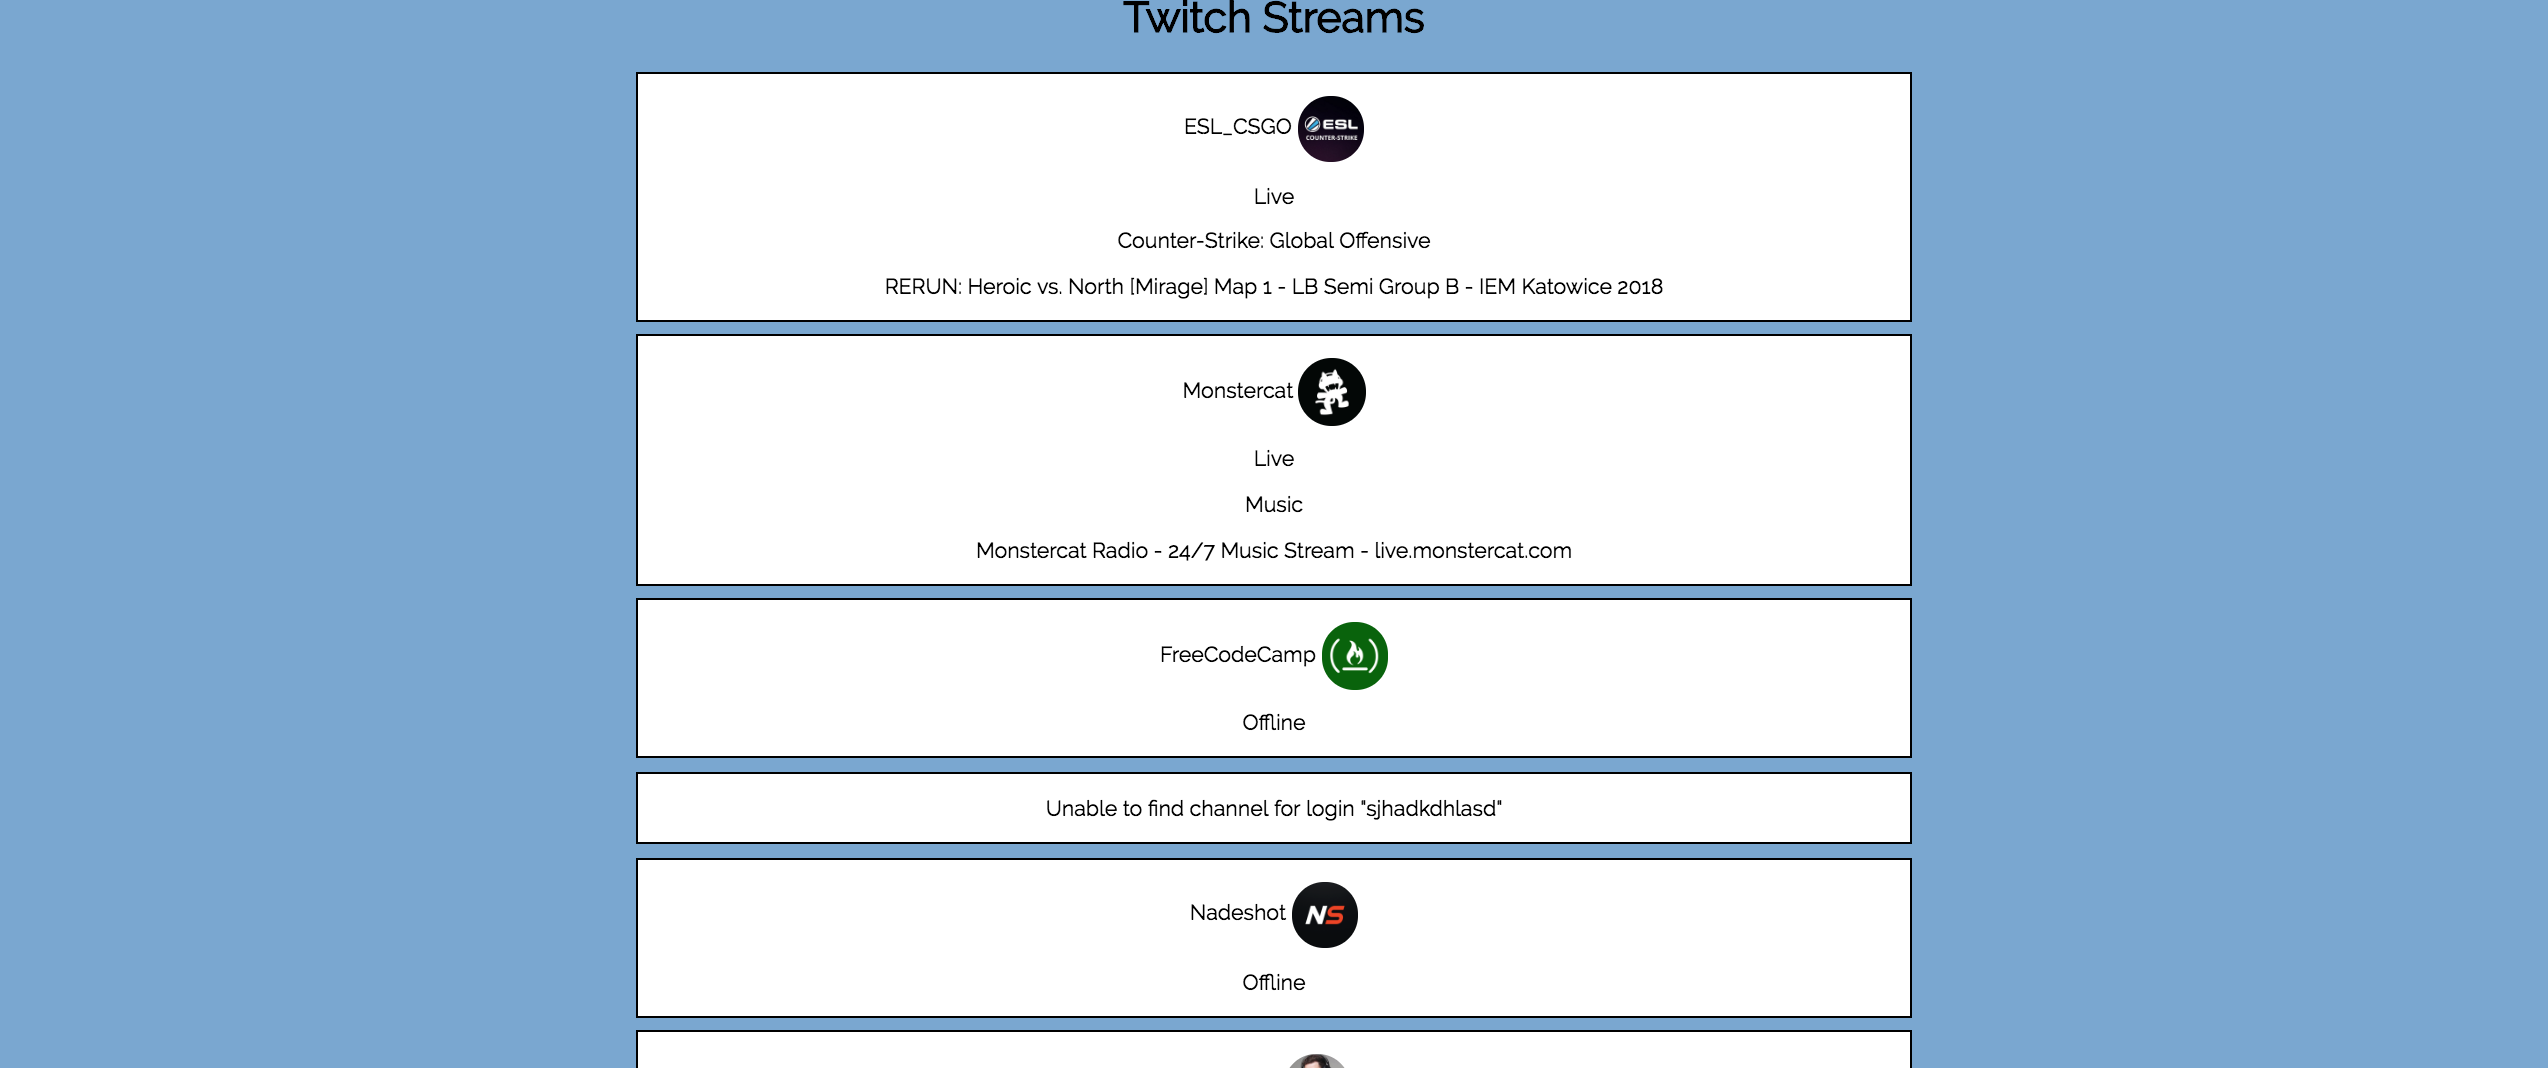 Twitch Streams
ESL_CSGO
ESL
COUNTER-STRIKE
Live
Counter-Strike: Global Offensive
RERUN: Heroic vs. North [Mirage] Map 1 - LB Semi Group B - IEM Katowice 2018
Monstercat
Live
Music
Monstercat Radio - 24/7 Music Stream - live.monstercat.com
FreeCodeCamp
Offline
Unable to find channel for login "sjhadkdhlasd"
Nadeshot
NS
Offline